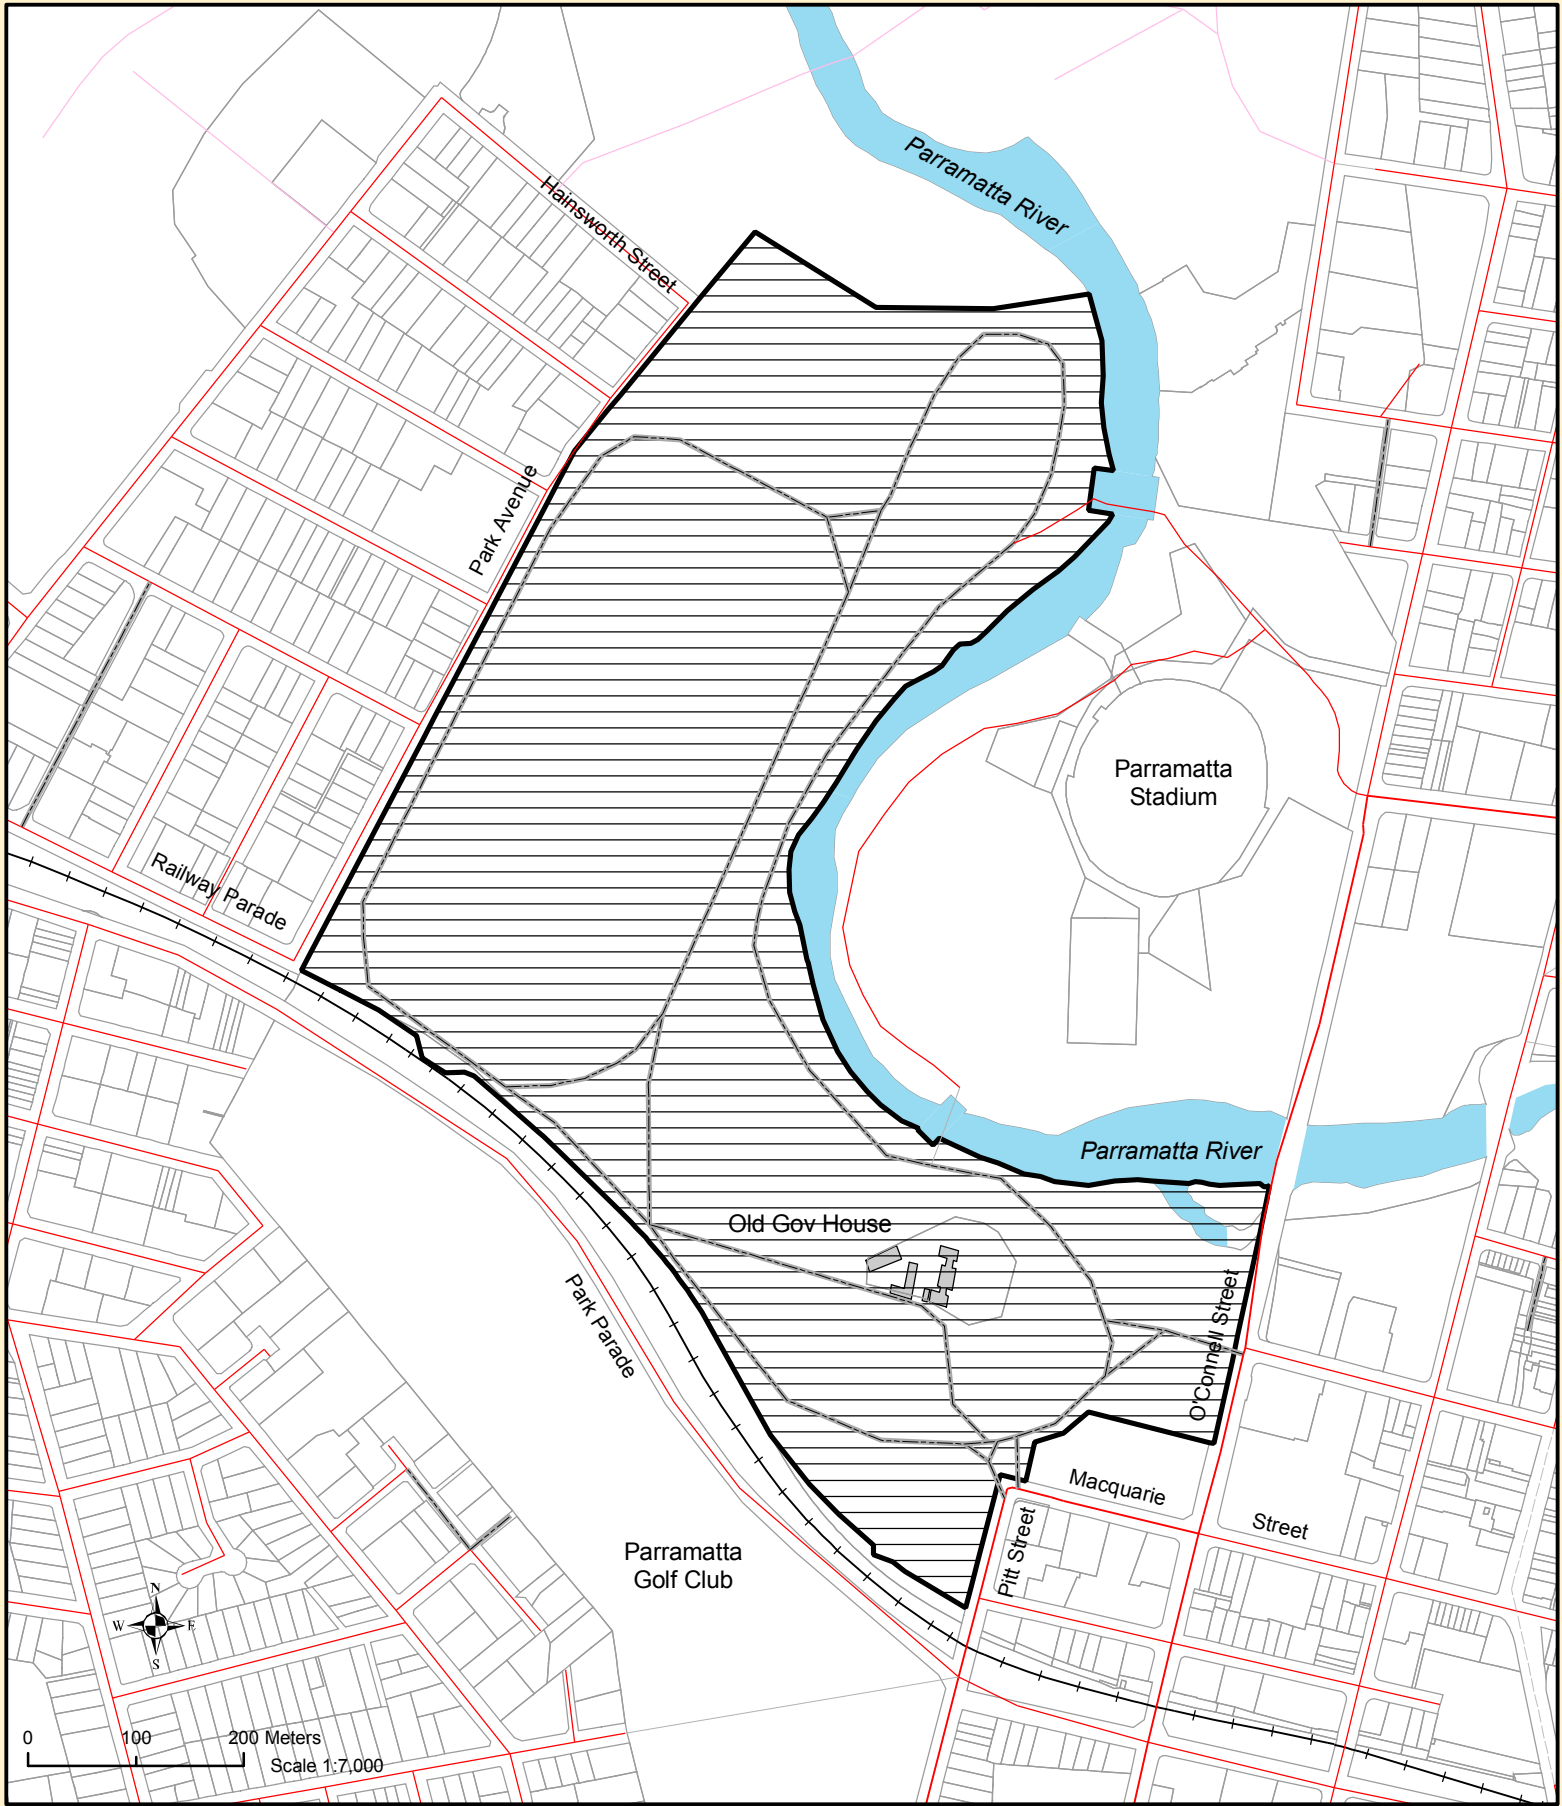 Parramatta River
Hainsworth Street
Park Avenue
Parramatta
Stadium
Railway Parade
Parramatta River
Old Gov House
Park Parade
O'Connell Street
Macquarie
Street
Pitt Street
Parramatta
Golf Club
N
W
E
S
0 100 200 Meters
Scale 1:7,000